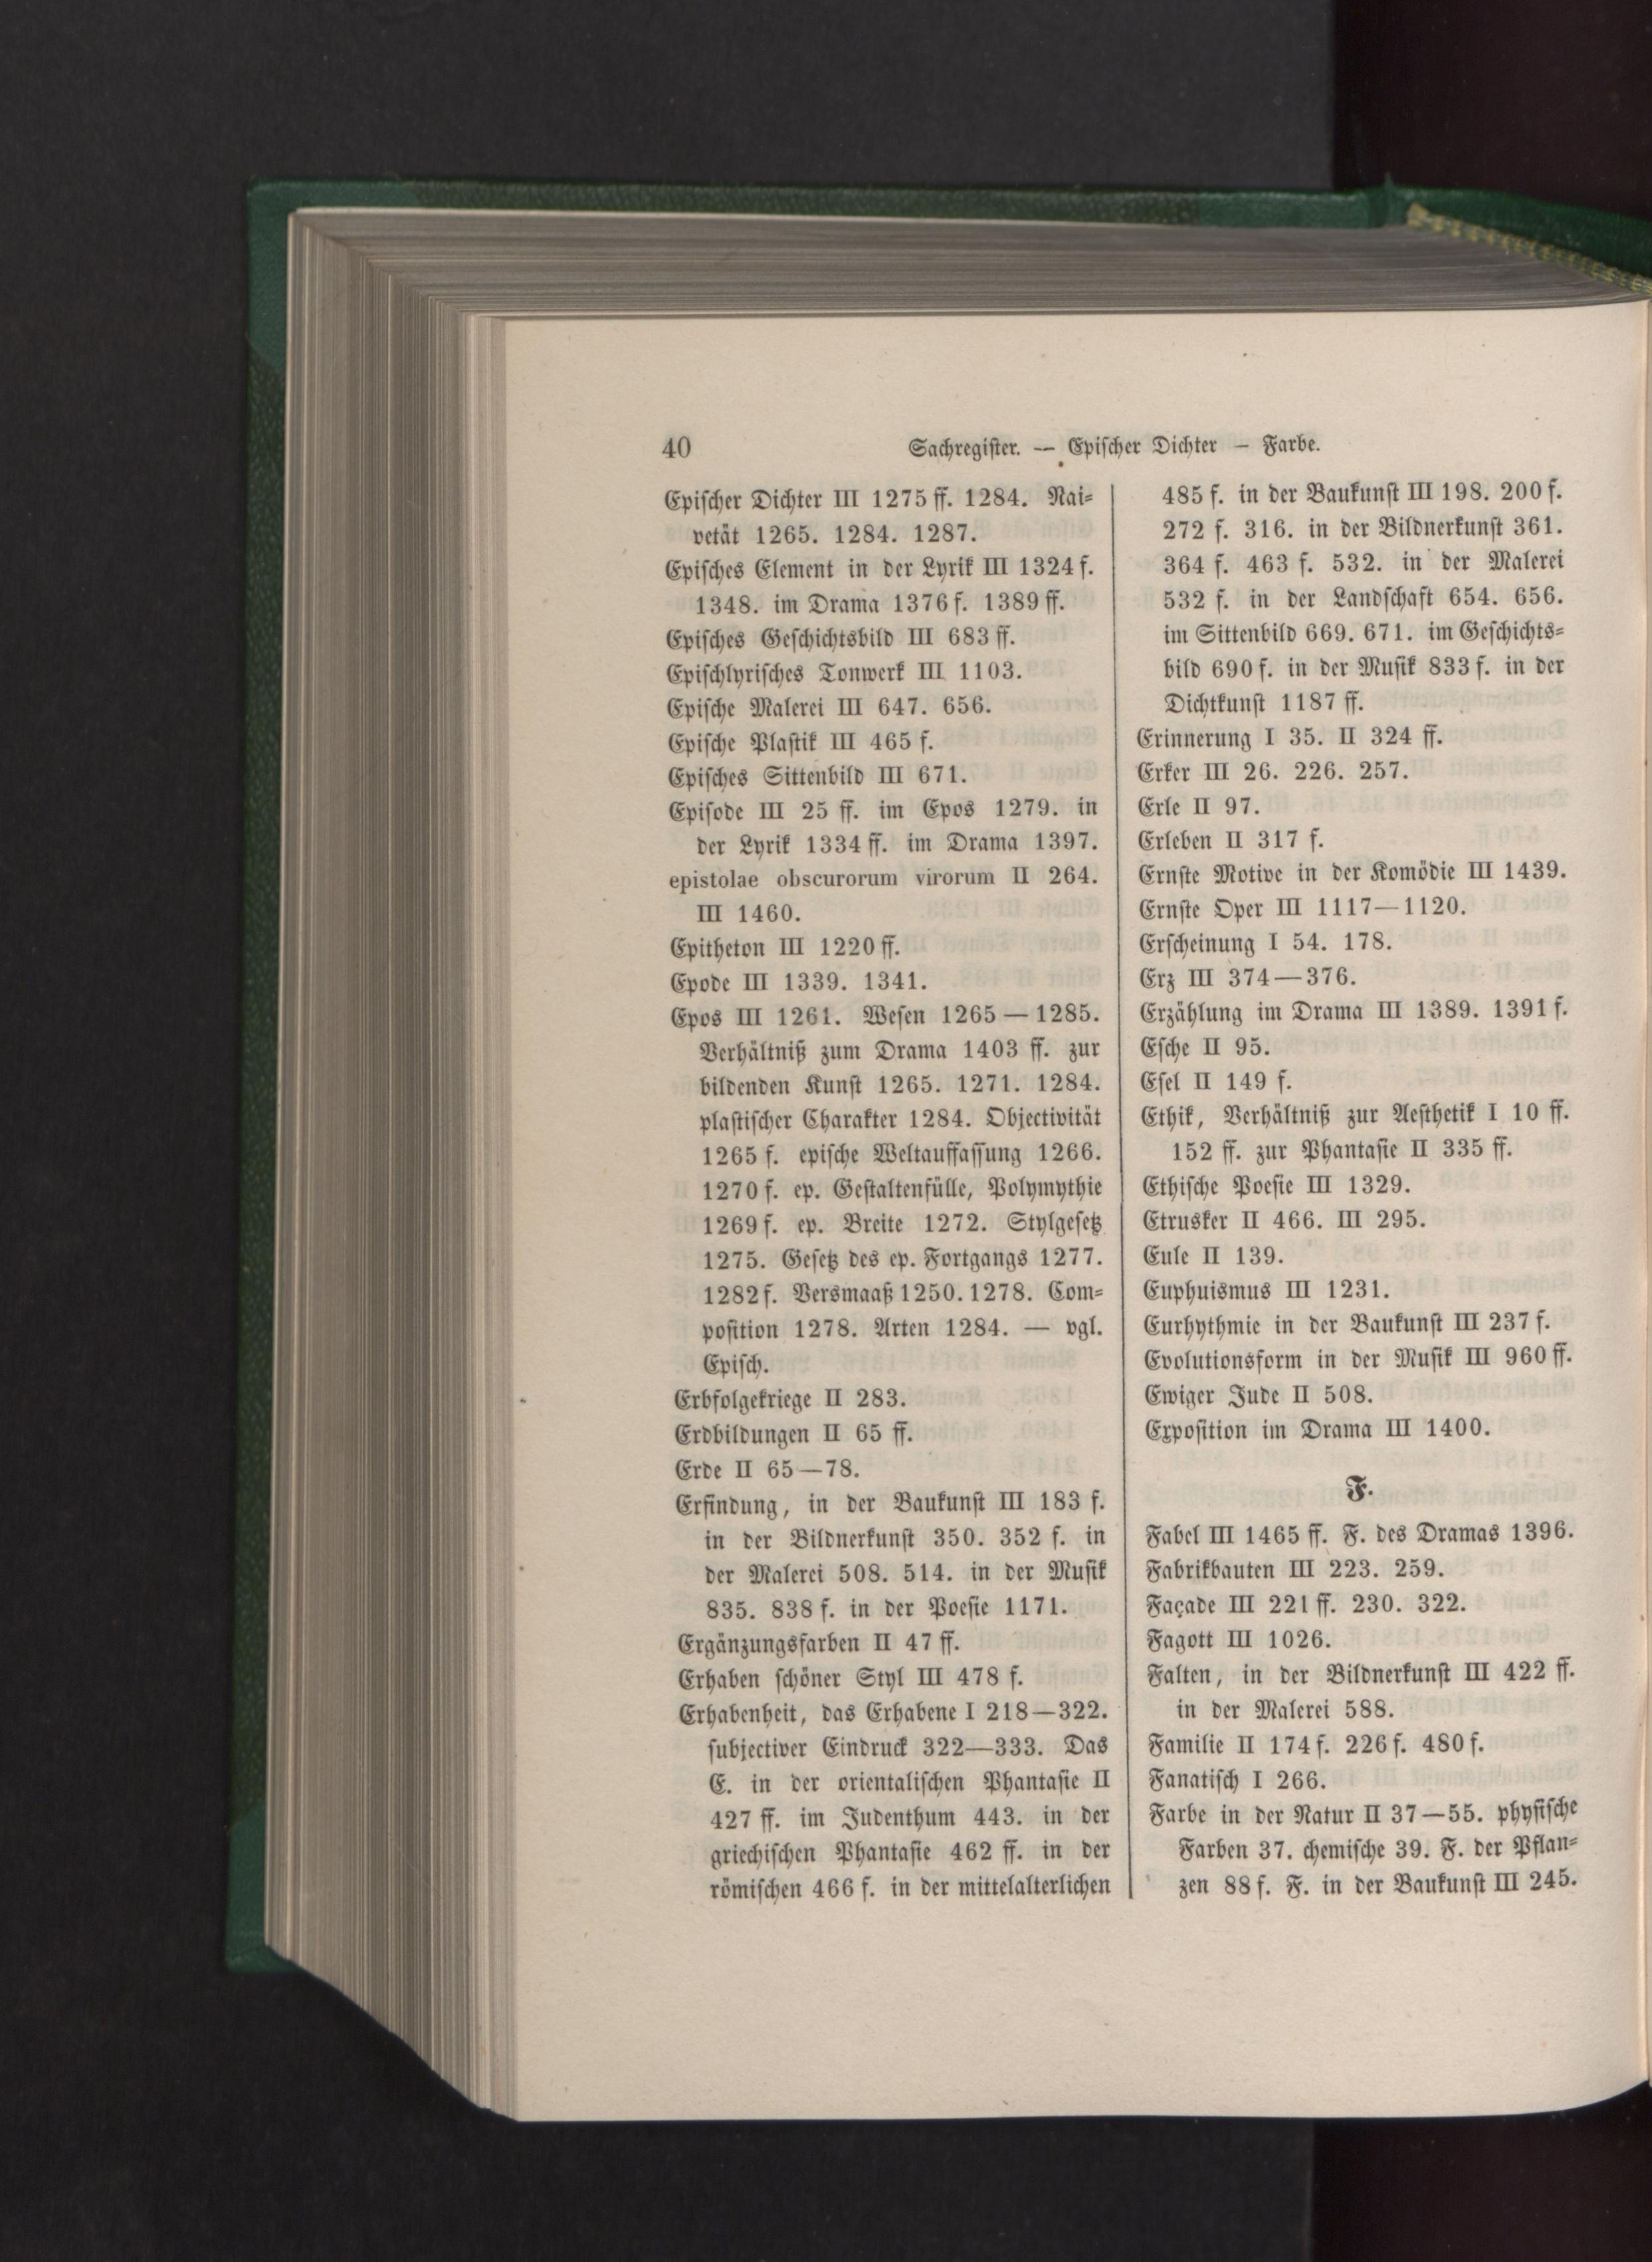 40
Sachregister. — Epischer Dichter — Farbe.
Epischer Dichter III 1275 ff. 1284. Nai-
vetät 1265. 1284. 1287.
Episches Element in der Lyrik III 1324 f.
1348. im Drama 1376 f. 1389 ff.
Episches Geschichtsbild III 683 ff.
Epischlyrisches Tonwerk III 1103.
Epische Malerei III 647. 656.
Epische Plastik III 465 f.
Episches Sittenbild III 671.
Episode III 25 ff. im Epos 1279. in
der Lyrik 1334 ff. im Drama 1397.
epistolae obscurorum virorum II 264.
III 1460.
Epitheton III 1220 ff.
Epode III 1339. 1341.
Epos III 1261. Wesen 1265 — 1285.
Verhältniß zum Drama 1403 ff. zur
bildenden Kunst 1265. 1271. 1284.
plastischer Charakter 1284. Objectivität
1265 f. epische Weltauffassung 1266.
1270 f. ep. Gestaltenfülle, Polymythie
1269 f. ep. Breite 1272. Stylgesetz
1275. Gesetz des ep. Fortgangs 1277.
1282 f. Versmaaß 1250. 1278. Com-
position 1278. Arten 1284. — vgl.
Episch.
Erbfolgekriege II 283.
Erdbildungen II 65 ff.
Erde II 65—78.
Erfindung, in der Baukunst III 183 f.
in der Bildnerkunst 350. 352 f. in
der Malerei 508. 514. in der Musik
835. 838 f. in der Poesie 1171.
Ergänzungsfarben II 47 ff.
Erhaben schöner Styl III 478 f.
Erhabenheit, das Erhabene I 218—322.
subjectiver Eindruck 322—333. Das
E. in der orientalischen Phantasie II
427 ff. im Judenthum 443. in der
griechischen Phantasie 462 ff. in der
römischen 466 f. in der mittelalterlichen
485 f. in der Baukunst III 198. 200 f.
272 f. 316. in der Bildnerkunst 361.
364 f. 463 f. 532. in der Malerei
532 f. in der Landschaft 654. 656.
im Sittenbild 669. 671. im Geschichts-
bild 690 f. in der Musik 833 f. in der
Dichtkunst 1187 ff.
Erinnerung I 35. II 324 ff.
Erker III 26. 226. 257.
Erle II 97.
Erleben II 317 f.
Ernste Motive in der Komödie III 1439.
Ernste Oper III 1117—1120.
Erscheinung I 54. 178.
Erz III 374—376.
Erzählung im Drama III 1389. 1391 f.
Esche II 95.
Esel II 149 f.
Ethik, Verhältniß zur Aesthetik I 10 ff.
152 ff. zur Phantasie II 335 ff.
Ethische Poesie III 1329.
Etrusker II 466. III 295.
Eule II 139.
Euphuismus III 1231.
Eurhythmie in der Baukunst III 237 f.
Evolutionsform in der Musik III 960 ff.
Ewiger Jude II 508.
Exposition im Drama III 1400.
F.
Fabel III 1465 ff. F. des Dramas 1396.
Fabrikbauten III 223. 259.
Façade III 221 ff. 230. 322.
Fagott III 1026.
Falten, in der Bildnerkunst III 422 ff.
in der Malerei 588.
Familie II 174 f. 226 f. 480 f.
Fanatisch I 266.
Farbe in der Natur II 37—55. physische
Farben 37. chemische 39. F. der Pflan-
zen 88 f. F. in der Baukunst III 245.